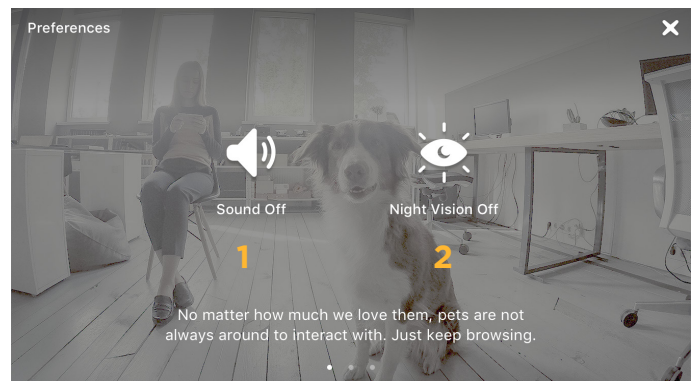 Preferences
Sound Off
Night Vision Off
1
2
No matter how much we love them, pets are not
always around to interact with. Just keep browsing.